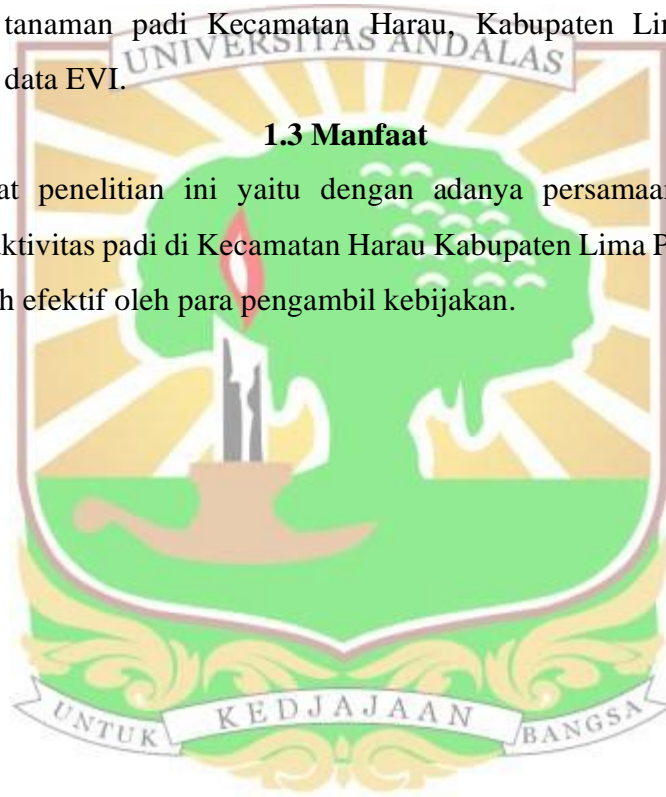 tanaman padi Kecamatan Harau, Kabupaten Lim
UNIVERSITAS ANDALAS
data EVI.
1.3 Manfaat
at penelitian ini yaitu dengan adanya persamaan
aktivitas padi di Kecamatan Harau Kabupaten Lima P
h efektif oleh para pengambil kebijakan.
UNTUK KEDJAJAAN BANGSA